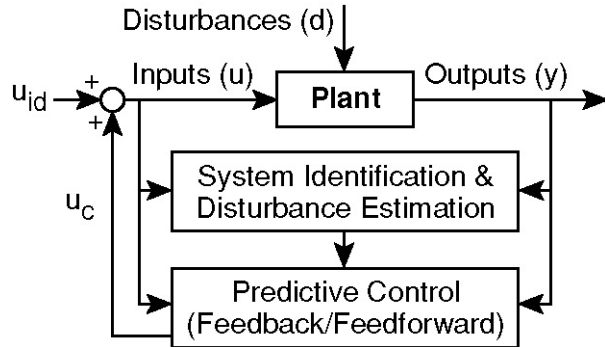 Disturbances (d)
+
Inputs (u)
Outputs (y)
u_id
Plant
+
System Identification &
Disturbance Estimation
u_c
Predictive Control
(Feedback/Feedforward)